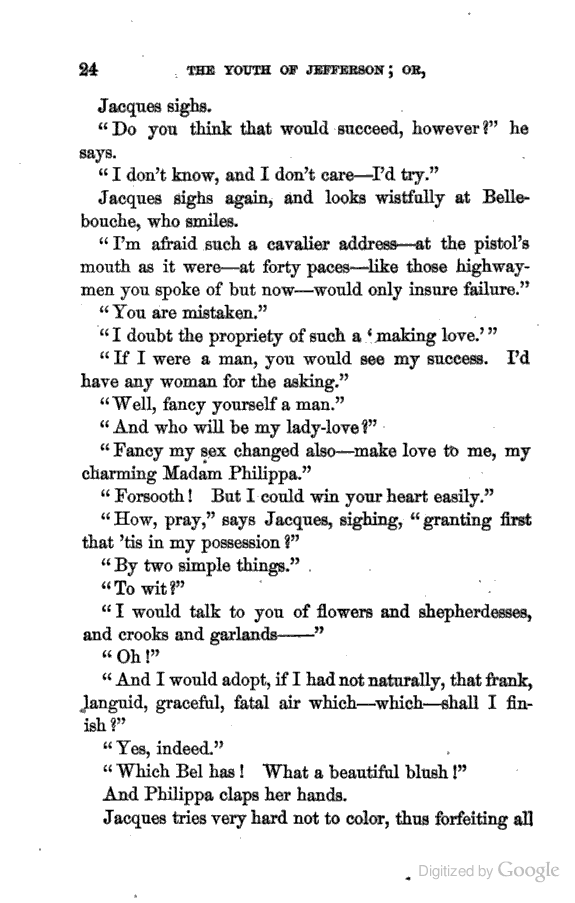 24 THE YOUTH OF JEFFERSON; OR,
Jacques sighs.
“Do you think that would succeed, however?” he
says.
“I don’t know, and I don’t care—I’d try.”
Jacques sighs again, and looks wistfully at Belle-
bouche, who smiles.
“I’m afraid such a cavalier address—at the pistol’s
mouth as it were—at forty paces—like those highway-
men you spoke of but now—would only insure failure.”
“You are mistaken.”
“I doubt the propriety of such a ‘making love.’”
“If I were a man, you would see my success. I’d
have any woman for the asking.”
“Well, fancy yourself a man.”
“And who will be my lady-love?”
“Fancy my sex changed also—make love to me, my
charming Madam Philippa.”
“Forsooth! But I could win your heart easily.”
“How, pray,” says Jacques, sighing, “granting first
that ’tis in my possession?”
“By two simple things.”
“To wit?”
“I would talk to you of flowers and shepherdesses,
and crooks and garlands——”
“Oh!”
“And I would adopt, if I had not naturally, that frank,
languid, graceful, fatal air which—which—shall I fin-
ish?”
“Yes, indeed.”
“Which Bel has! What a beautiful blush!”
And Philippa claps her hands.
Jacques tries very hard not to color, thus forfeiting all
Digitized by Google